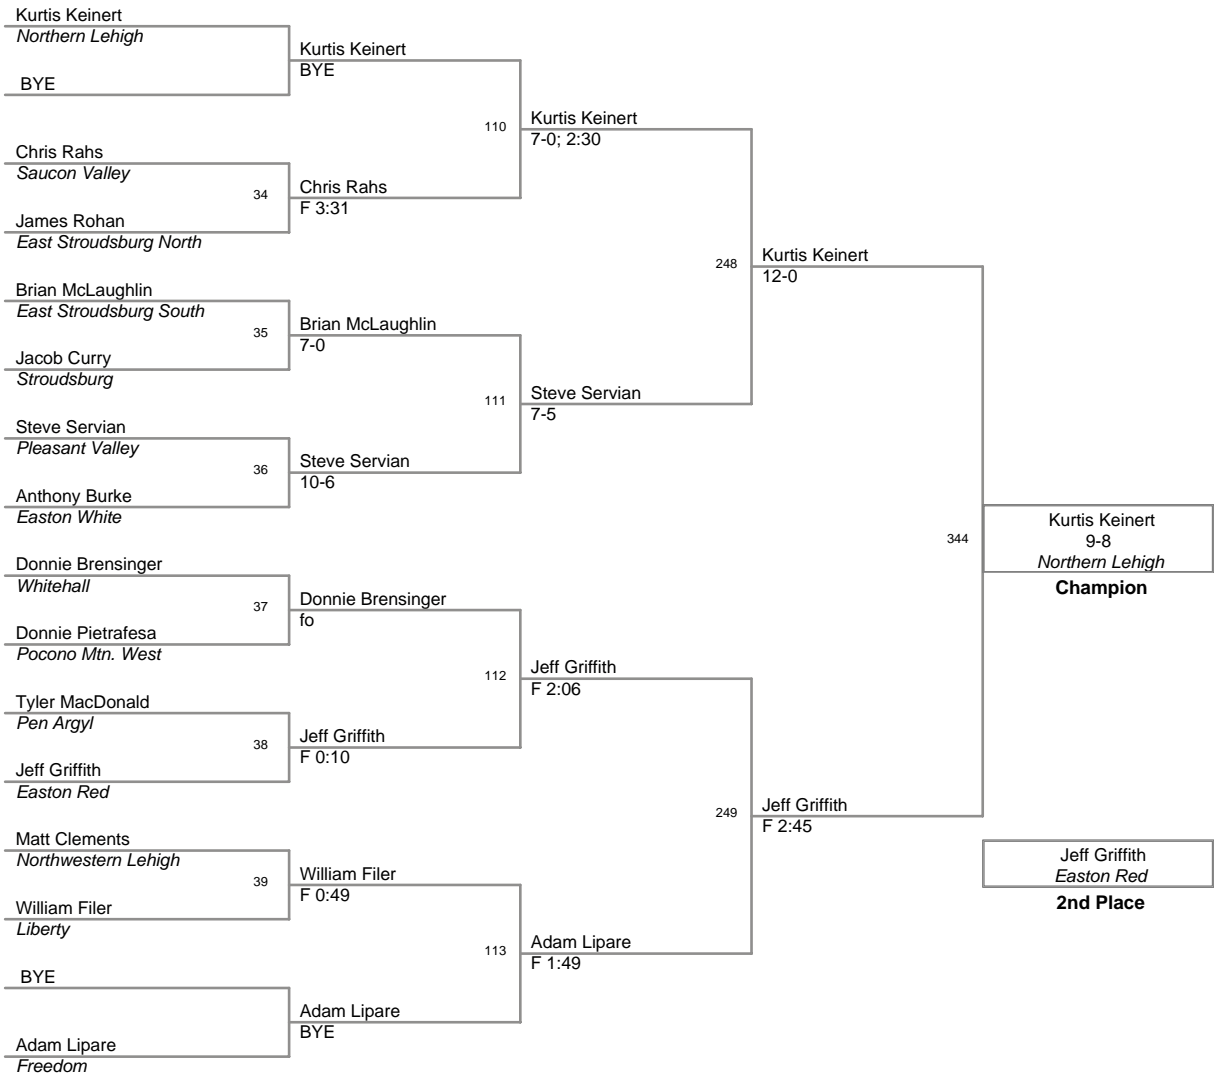 Kurtis Keinert
Northern Lehigh
BYE
Kurtis Keinert
BYE
Chris Rahs
Saucon Valley
34
James Rohan
East Stroudsburg North
Chris Rahs
F 3:31
110
Kurtis Keinert
7-0; 2:30
Brian McLaughlin
East Stroudsburg South
35
Jacob Curry
Stroudsburg
Brian McLaughlin
7-0
Steve Servian
Pleasant Valley
36
Anthony Burke
Easton White
Steve Servian
10-6
111
Steve Servian
7-5
248
Kurtis Keinert
12-0
Donnie Brensinger
Whitehall
37
Donnie Pietrafesa
Pocono Mtn. West
Donnie Brensinger
fo
Tyler MacDonald
Pen Argyl
38
Jeff Griffith
Easton Red
Jeff Griffith
F 0:10
112
Jeff Griffith
F 2:06
Matt Clements
Northwestern Lehigh
39
William Filer
Liberty
William Filer
F 0:49
BYE
Adam Lipare
Freedom
Adam Lipare
BYE
113
Adam Lipare
F 1:49
249
Jeff Griffith
F 2:45
344
Kurtis Keinert
9-8
Northern Lehigh
Champion
Jeff Griffith
Easton Red
2nd Place